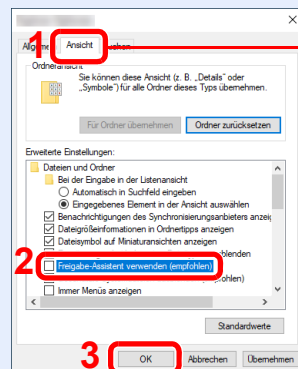 1
Allgemein Ansicht Suchen
Ordneransicht
Sie können diese Ansicht (z. B. „Details" oder
„Symbole") für alle Ordner dieses Typs übernehmen.
Für Ordner übernehmen Ordner zurücksetzen
Erweiterte Einstellungen:
Dateien und Ordner
Bei der Eingabe in der Listenansicht
Automatisch in Suchfeld eingeben
Eingegebenes Element in der Ansicht auswählen
Benachrichtigungen des Synchronisierungsanbieters anzei
Dateigrößeinformationen in Ordnertipps anzeigen
Dateisymbol auf Miniaturansichten anzeigen
blenden
2 Freigabe-Assistent verwenden (empfohlen)
Immer Menüs anzeigen
Standardwerte
3 OK Abbrechen Übernehmen